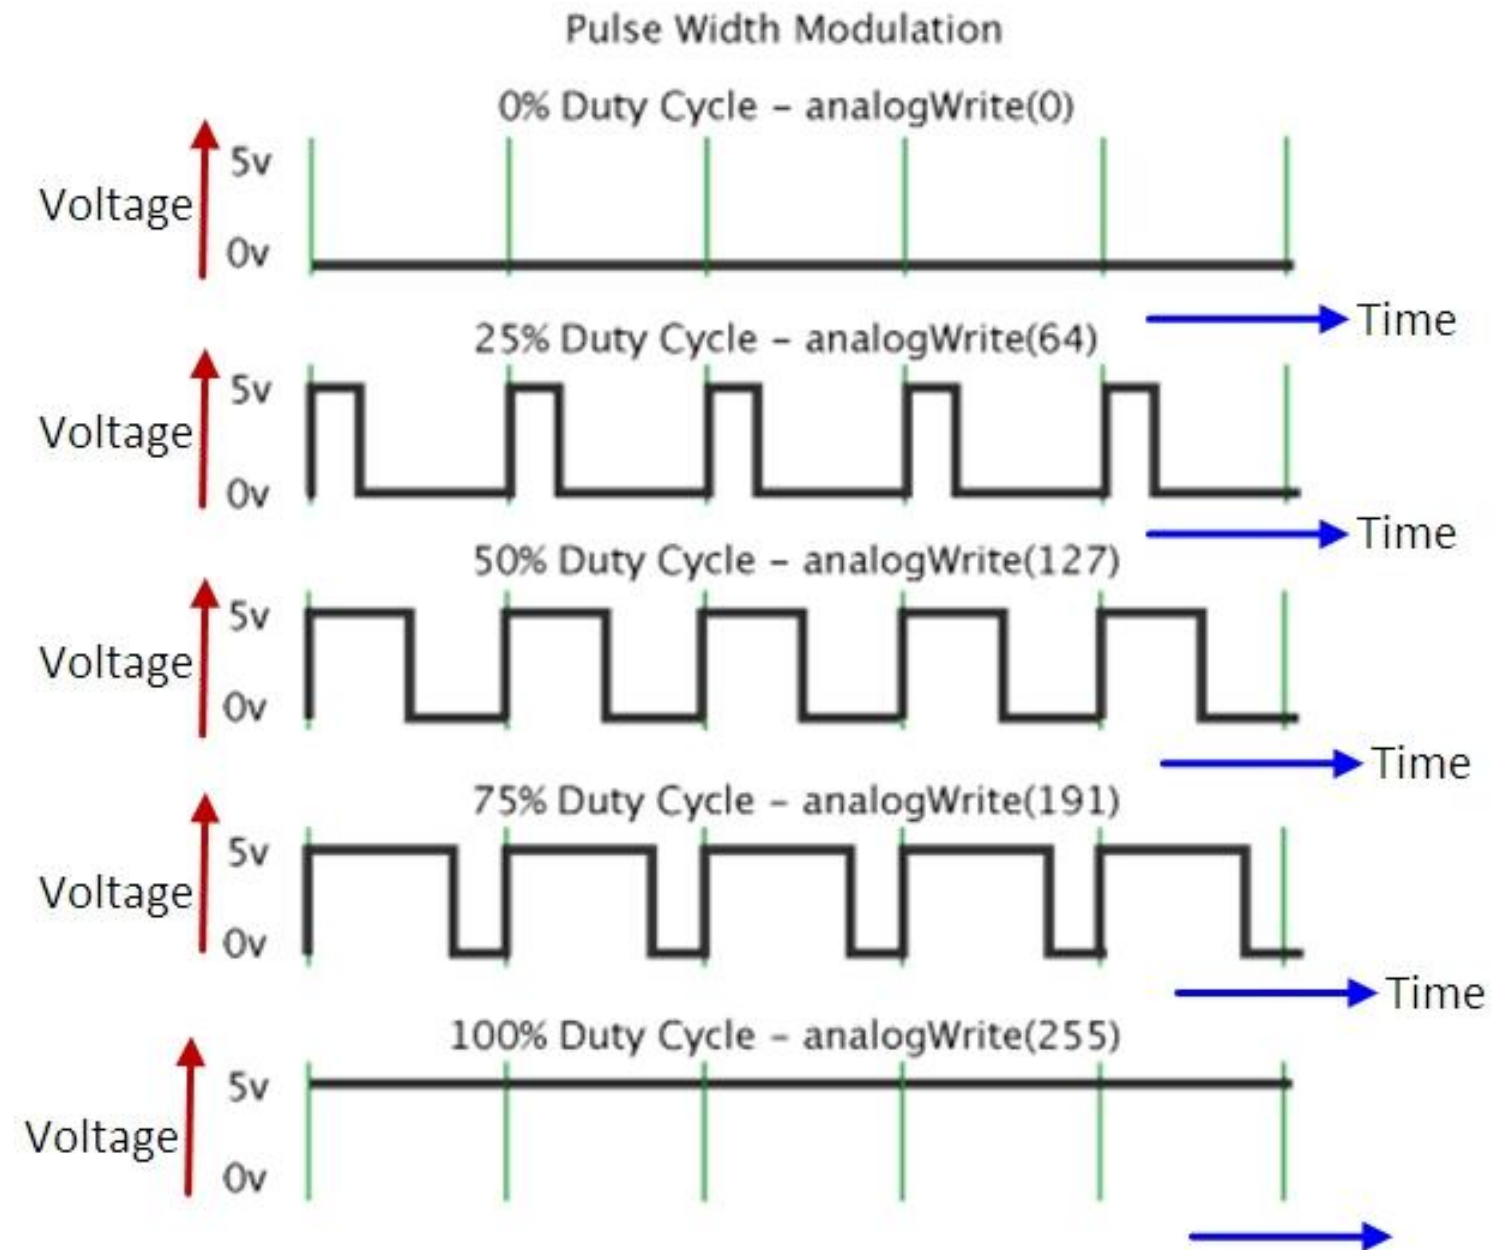 Pulse Width Modulation
0% Duty Cycle – analogWrite(0)
5v
Voltage
0v
Time
25% Duty Cycle – analogWrite(64)
5v
Voltage
0v
Time
50% Duty Cycle – analogWrite(127)
5v
Voltage
0v
Time
75% Duty Cycle – analogWrite(191)
5v
Voltage
0v
Time
100% Duty Cycle – analogWrite(255)
5v
Voltage
0v